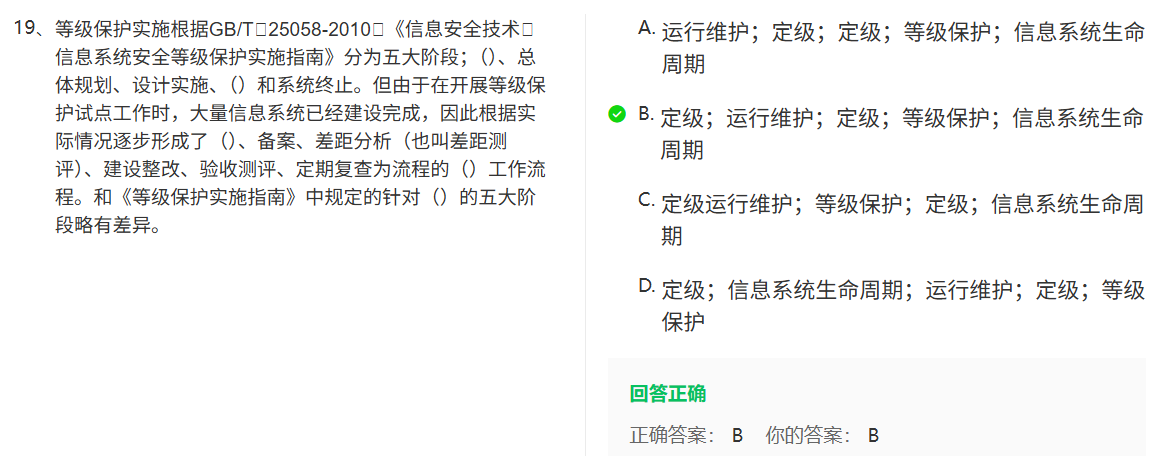 19、等级保护实施根据GB/T□25058-2010□《信息安全技术□
信息系统安全等级保护实施指南》分为五大阶段；（）、总
体规划、设计实施、（）和系统终止。但由于在开展等级保
护试点工作时，大量信息系统已经建设完成，因此根据实
际情况逐步形成了（）、备案、差距分析（也叫差距测
评）、建设整改、验收测评、定期复查为流程的（）工作流
程。和《等级保护实施指南》中规定的针对（）的五大阶
段略有差异。
A. 运行维护；定级；定级；等级保护；信息系统生命
周期
B. 定级；运行维护；定级；等级保护；信息系统生命
周期
C. 定级运行维护；等级保护；定级；信息系统生命周
期
D. 定级；信息系统生命周期；运行维护；定级；等级
保护
回答正确
正确答案： B 你的答案： B